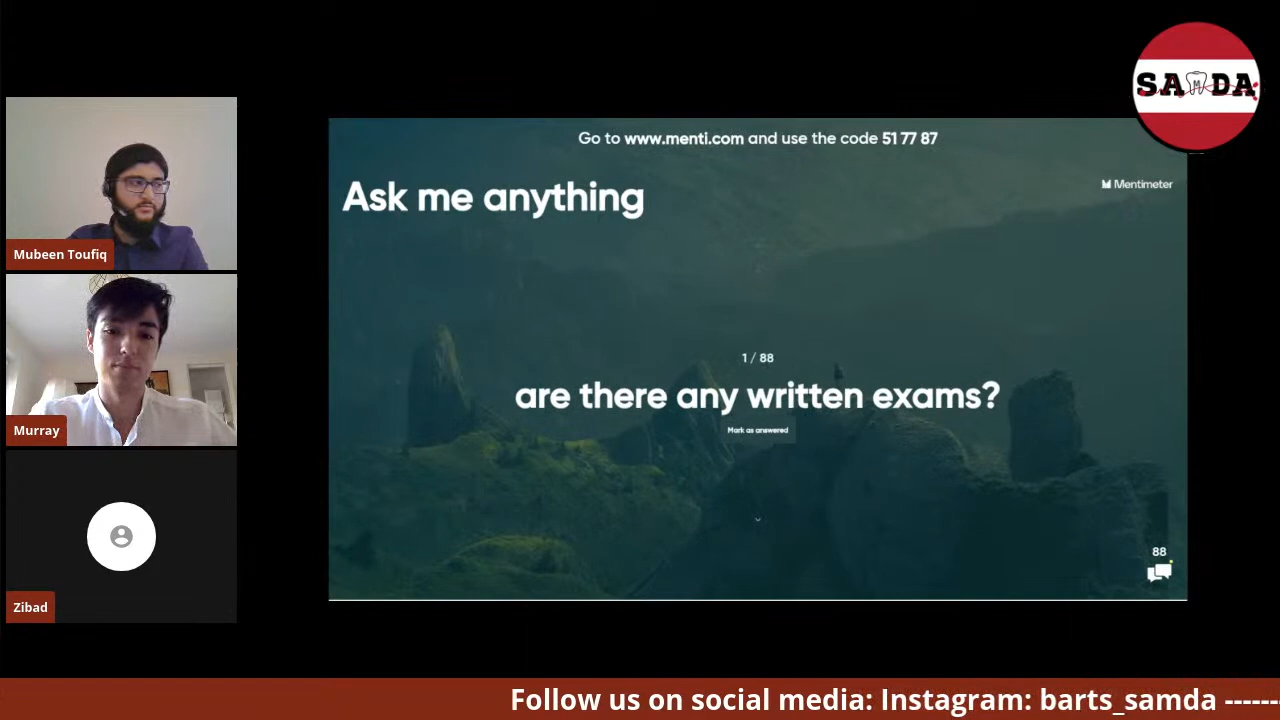 SAMDA
Go to www.menti.com and use the code 51 77 87
Mentimeter
Ask me anything
Mubeen Toufiq
1 / 88
are there any written exams?
Mark as answered
Murray
88
Zibad
Follow us on social media: Instagram: barts_samda ------